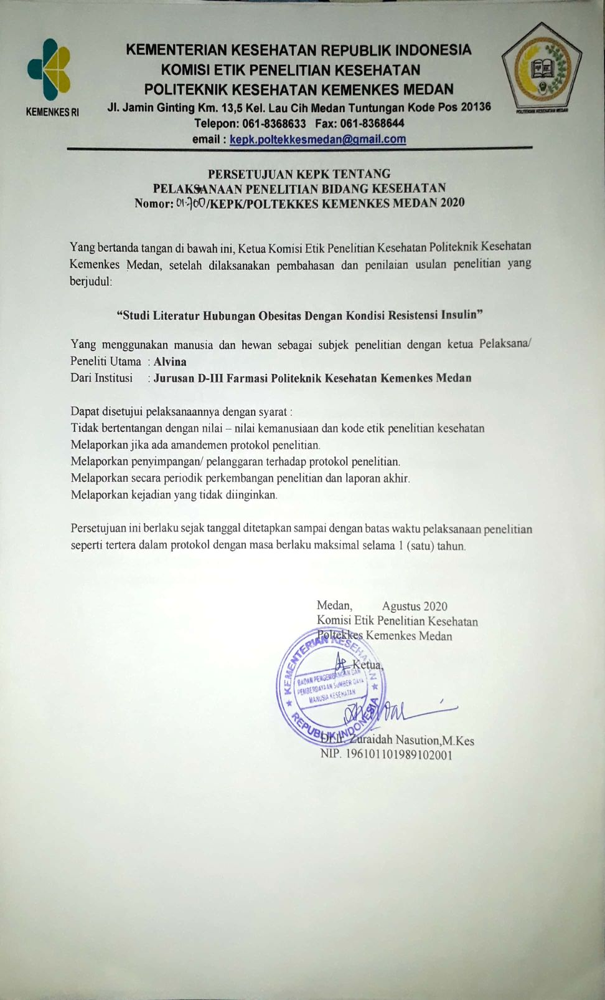 KEMENTERIAN KESEHATAN REPUBLIK INDONESIA
KOMISI ETIK PENELITIAN KESEHATAN
POLITEKNIK KESEHATAN KEMENKES MEDAN
Jl. Jamin Ginting Km. 13,5 Kel. Lau Cih Medan Tuntungan Kode Pos 20136
Telepon: 061-8368633 Fax: 061-8368644
email : kepk.poltekkesmedan@gmail.com
KEMENKES RI
POLITEKNIK KESEHATAN MEDAN
PERSETUJUAN KEPK TENTANG
PELAKSANAAN PENELITIAN BIDANG KESEHATAN
Nomor: 01.700/KEPK/POLTEKKES KEMENKES MEDAN 2020
Yang bertanda tangan di bawah ini, Ketua Komisi Etik Penelitian Kesehatan Politeknik Kesehatan
Kemenkes Medan, setelah dilaksanakan pembahasan dan penilaian usulan penelitian yang
berjudul:
“Studi Literatur Hubungan Obesitas Dengan Kondisi Resistensi Insulin”
Yang menggunakan manusia dan hewan sebagai subjek penelitian dengan ketua Pelaksana/
Peneliti Utama : Alvina
Dari Institusi : Jurusan D-III Farmasi Politeknik Kesehatan Kemenkes Medan
Dapat disetujui pelaksanaannya dengan syarat :
Tidak bertentangan dengan nilai – nilai kemanusiaan dan kode etik penelitian kesehatan
Melaporkan jika ada amandemen protokol penelitian.
Melaporkan penyimpangan/ pelanggaran terhadap protokol penelitian.
Melaporkan secara periodik perkembangan penelitian dan laporan akhir.
Melaporkan kejadian yang tidak diinginkan.
Persetujuan ini berlaku sejak tanggal ditetapkan sampai dengan batas waktu pelaksanaan penelitian
seperti tertera dalam protokol dengan masa berlaku maksimal selama 1 (satu) tahun.
Medan, Agustus 2020
Komisi Etik Penelitian Kesehatan
Poltekkes Kemenkes Medan
Ketua,
KEMENTERIAN KESEHATAN
BADAN PENGEMBANGAN DAN
PEMBERDAYAAN SUMBER DAYA
MANUSIA KESEHATAN
REPUBLIK INDONESIA
Dr.Ir. Zuraidah Nasution,M.Kes
NIP. 196101101989102001